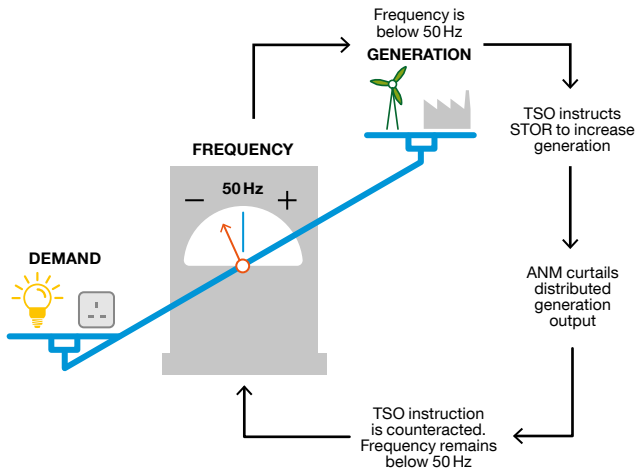 Frequency is
below 50 Hz
GENERATION
TSO instructs
STOR to increase
generation
FREQUENCY
50 Hz
− +
DEMAND
ANM curtails
distributed
generation
output
TSO instruction
is counteracted.
Frequency remains
below 50 Hz